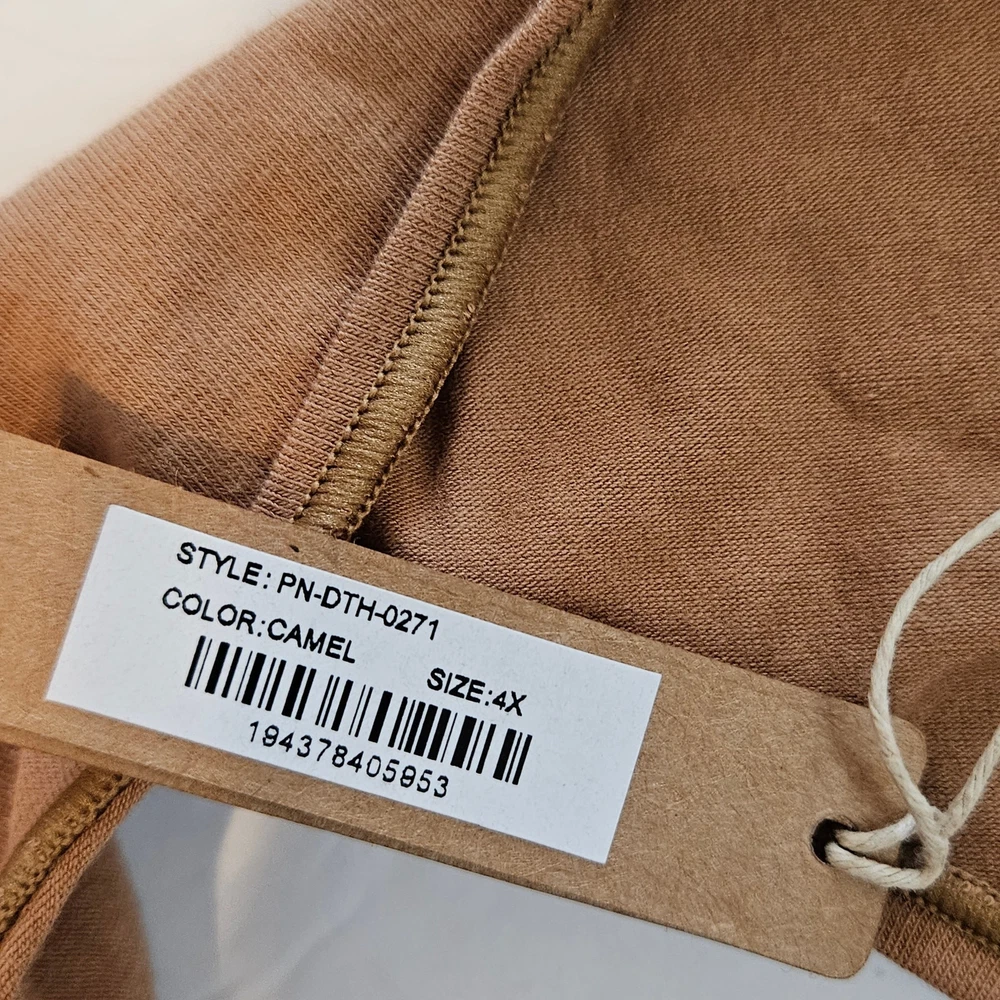 STYLE: PN-DTH-0271
COLOR:CAMEL
SIZE:4X
194378405953